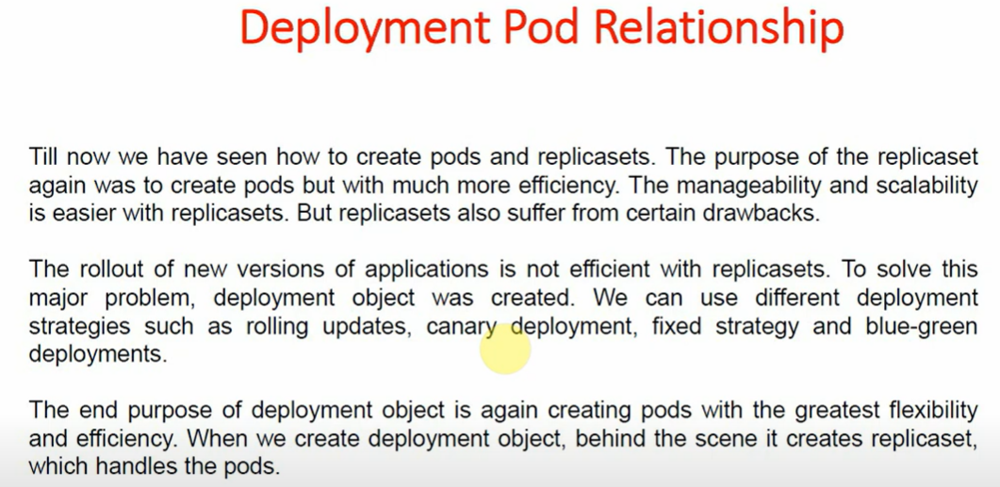 Deployment Pod Relationship
Till now we have seen how to create pods and replicasets. The purpose of the replicaset
again was to create pods but with much more efficiency. The manageability and scalability
is easier with replicasets. But replicasets also suffer from certain drawbacks.
The rollout of new versions of applications is not efficient with replicasets. To solve this
major problem, deployment object was created. We can use different deployment
strategies such as rolling updates, canary deployment, fixed strategy and blue-green
deployments.
The end purpose of deployment object is again creating pods with the greatest flexibility
and efficiency. When we create deployment object, behind the scene it creates replicaset,
which handles the pods.